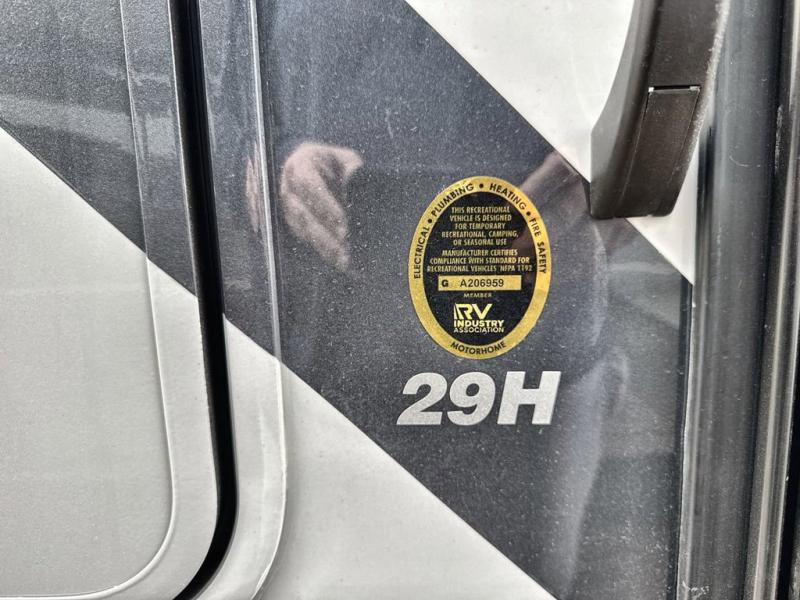 ELECTRICAL • PLUMBING • HEATING • FIRE SAFETY
THIS RECREATIONAL
VEHICLE IS DESIGNED
FOR TEMPORARY
RECREATIONAL, CAMPING,
OR SEASONAL USE
MANUFACTURER CERTIFIES
COMPLIANCE WITH STANDARD FOR
RECREATIONAL VEHICLES NFPA 1192
G A206959
MEMBER
RV
INDUSTRY
ASSOCIATION
MOTORHOME
29H